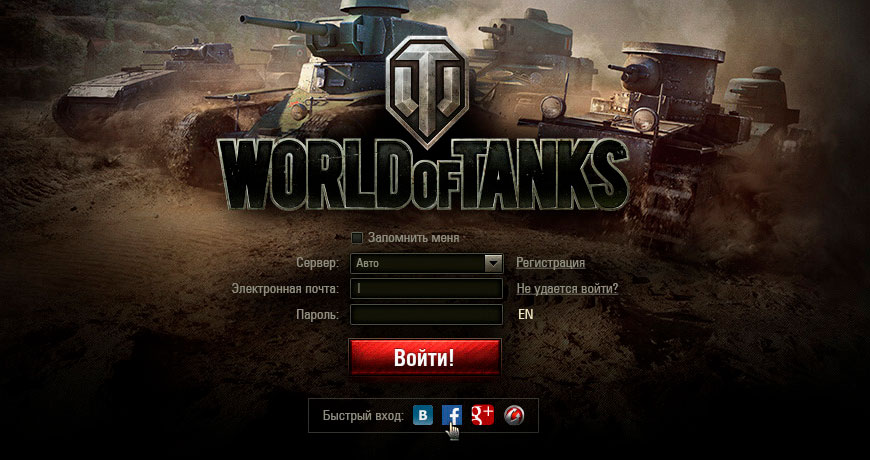 WORLD OF TANKS
Запомнить меня
Сервер: Авто Регистрация
Электронная почта: Не удается войти?
Пароль: EN
Войти!
Быстрый вход: B f g+